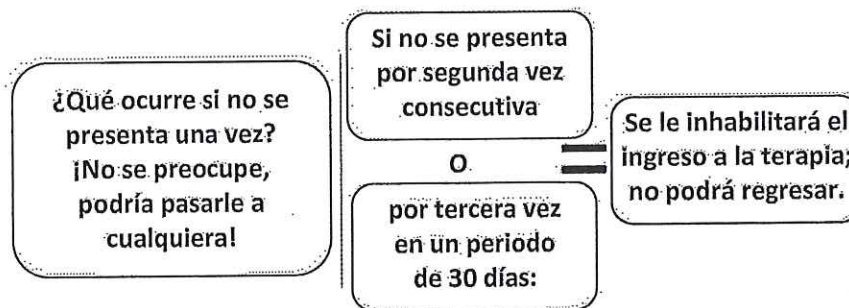 ¿Qué ocurre si no se
presenta una vez?
¡No se preocupe,
podría pasarle a
cualquiera!
Si no se presenta
por segunda vez
consecutiva
O
por tercera vez
en un periodo
de 30 días:
=
Se le inhabilitará el
ingreso a la terapia;
no podrá regresar.